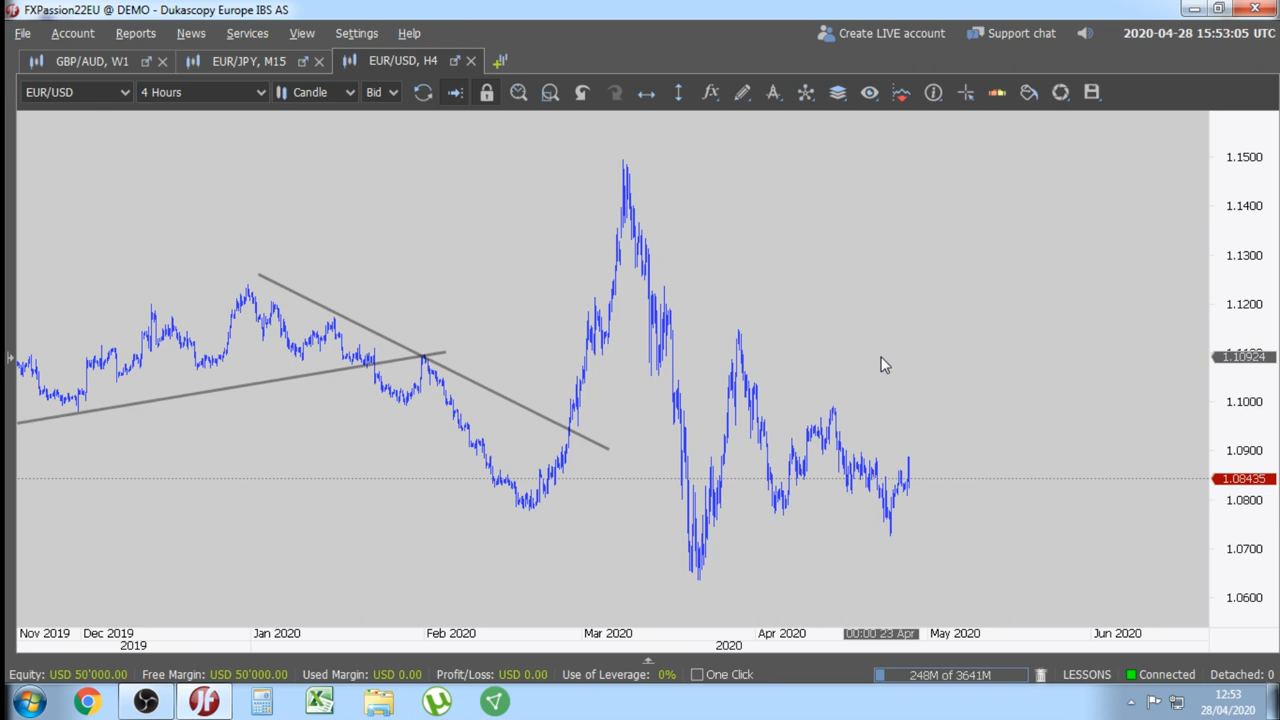 FXPassion22EU @ DEMO - Dukascopy Europe IBS AS
File Account Reports News Services View Settings Help Create LIVE account Support chat 2020-04-28 15:53:05 UTC
GBP/AUD, W1 EUR/JPY, M15 EUR/USD, H4
EUR/USD 4 Hours Candle Bid
1.1500
1.1400
1.1300
1.1200
1.10924
1.1000
1.0900
1.08435
1.0800
1.0700
1.0600
Nov 2019 Dec 2019 Jan 2020 Feb 2020 Mar 2020 Apr 2020 00:00 23 Apr May 2020 Jun 2020
2019 2020
Equity: USD 50'000.00 Free Margin: USD 50'000.00 Used Margin: USD 0.00 Profit/Loss: USD 0.00 Use of Leverage: 0% One Click 248M of 3641M LESSONS Connected Detached: 0
12:53
28/04/2020